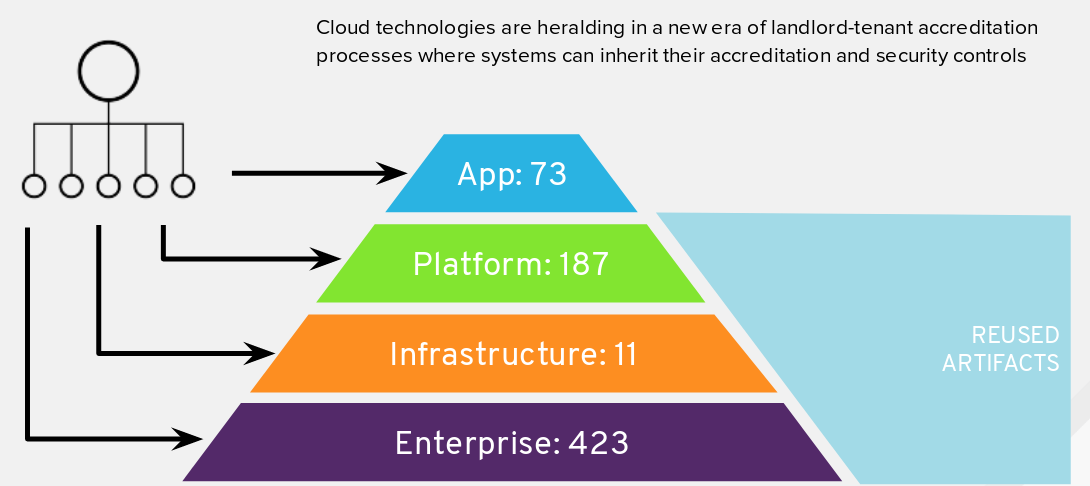 Cloud technologies are heralding in a new era of landlord-tenant accreditation
processes where systems can inherit their accreditation and security controls
App: 73
Platform: 187
Infrastructure: 11
Enterprise: 423
REUSED
ARTIFACTS